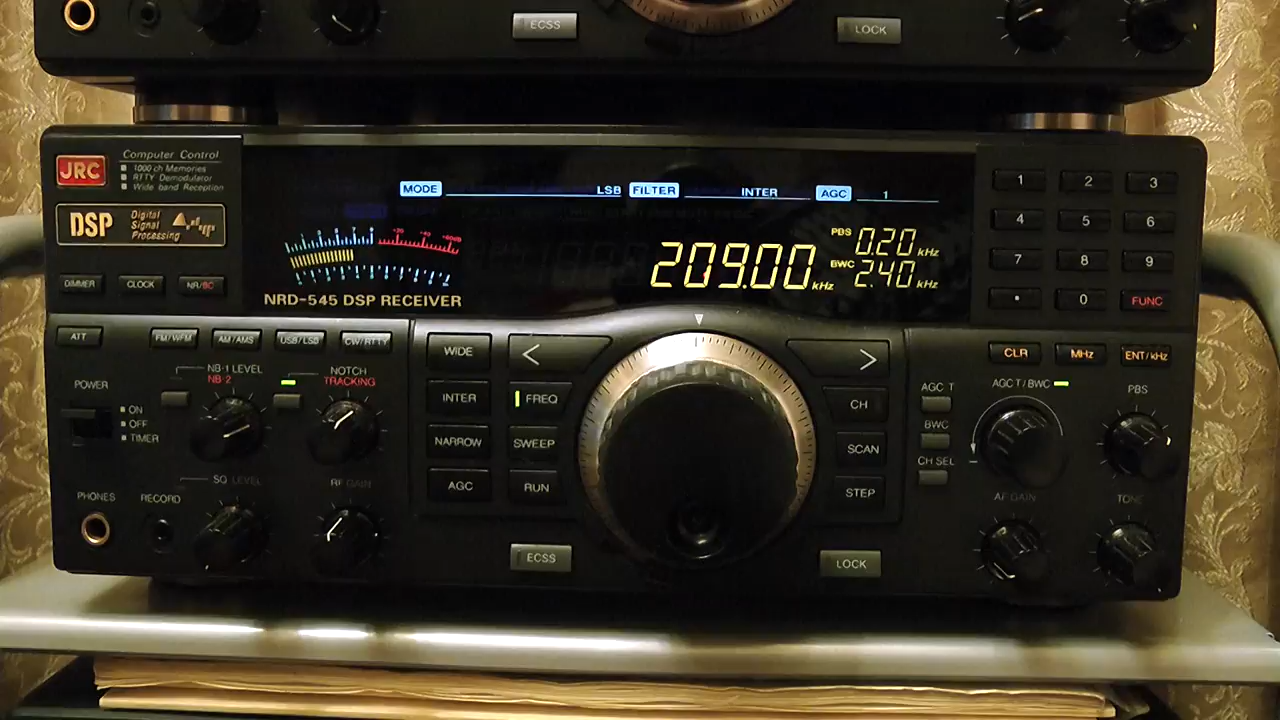 ECSS
LOCK
JRC
Computer Control
1000 ch Memories
RTTY Demodulator
Wide band Reception
DSP
Digital
Signal
Processing
DIMMER
CLOCK
NR/BC
MODE
LSB
FILTER
INTER
AGC
1
209.00 kHz
PBS 0.20 kHz
BWC 2.40 kHz
NRD-545 DSP RECEIVER
1 2 3
4 5 6
7 8 9
• 0 FUNC
CLR MHz ENT/kHz
ATT
FM/WFM
AM/AMS
USB/LSB
CW/RTTY
POWER
ON
OFF
TIMER
NB-1 LEVEL
NB-2
NOTCH
TRACKING
PHONES
RECORD
SQ LEVEL
RF GAIN
WIDE
INTER
NARROW
AGC
<
FREQ
SWEEP
RUN
>
CH
SCAN
STEP
ECSS
LOCK
AGC T
BWC
CH SEL
AGC T/BWC
PBS
AF GAIN
TONE